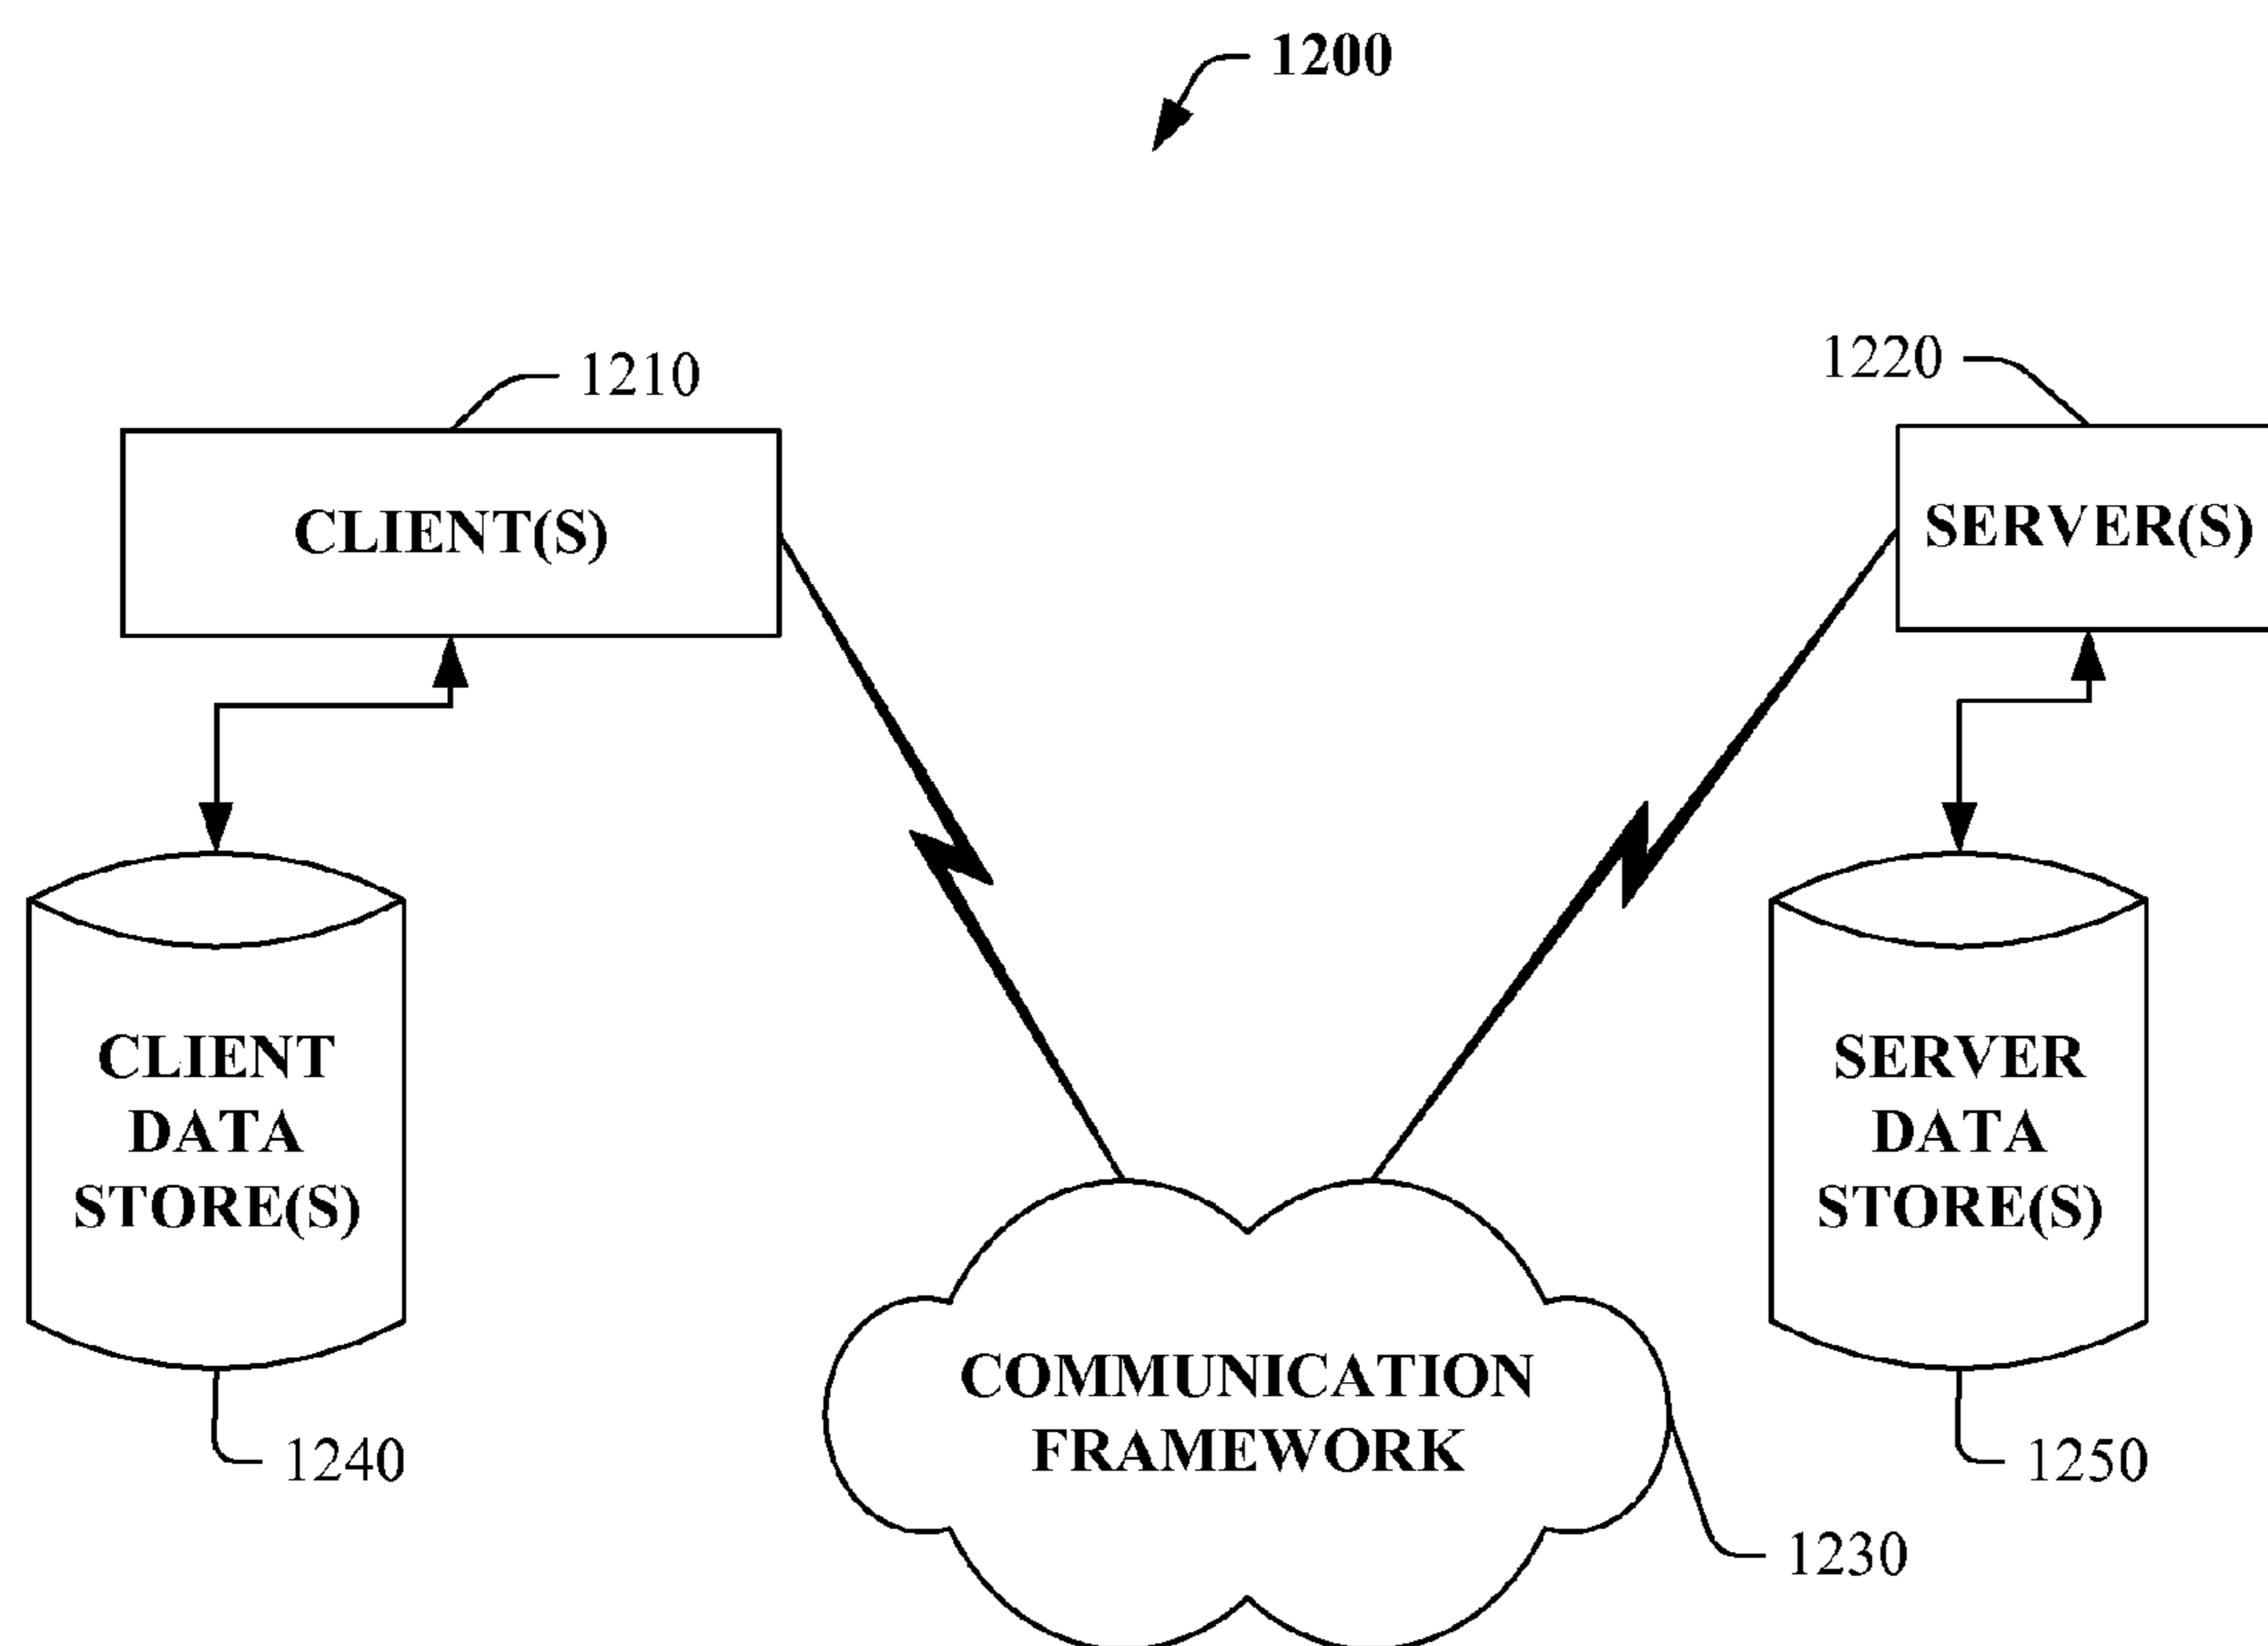 1200
1210
1220
CLIENT(S)
SERVER(S)
CLIENT
DATA
STORE(S)
SERVER
DATA
STORE(S)
COMMUNICATION
FRAMEWORK
1240
1250
1230